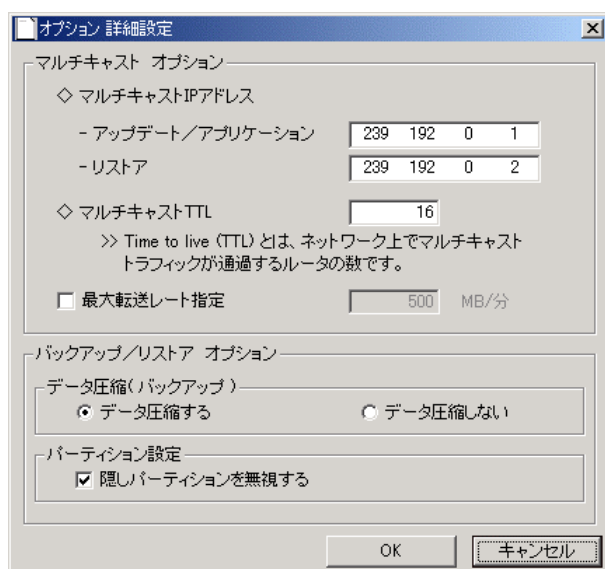 オプション 詳細設定
マルチキャスト オプション
◇ マルチキャストIPアドレス
- アップデート／アプリケーション 239 192 0 1
- リストア 239 192 0 2
◇ マルチキャストTTL 16
>> Time to live (TTL) とは、ネットワーク上でマルチキャスト
トラフィックが通過するルータの数です。
最大転送レート指定 500 MB/分
バックアップ／リストア オプション
データ圧縮(バックアップ)
データ圧縮する データ圧縮しない
パーティション設定
隠しパーティションを無視する
OK キャンセル